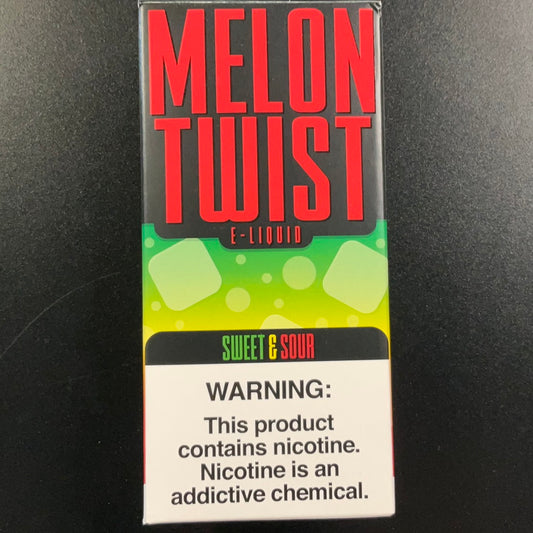 MELON
TWIST
E-LIQUID
SWEET & SOUR
WARNING:
This product
contains nicotine.
Nicotine is an
addictive chemical.